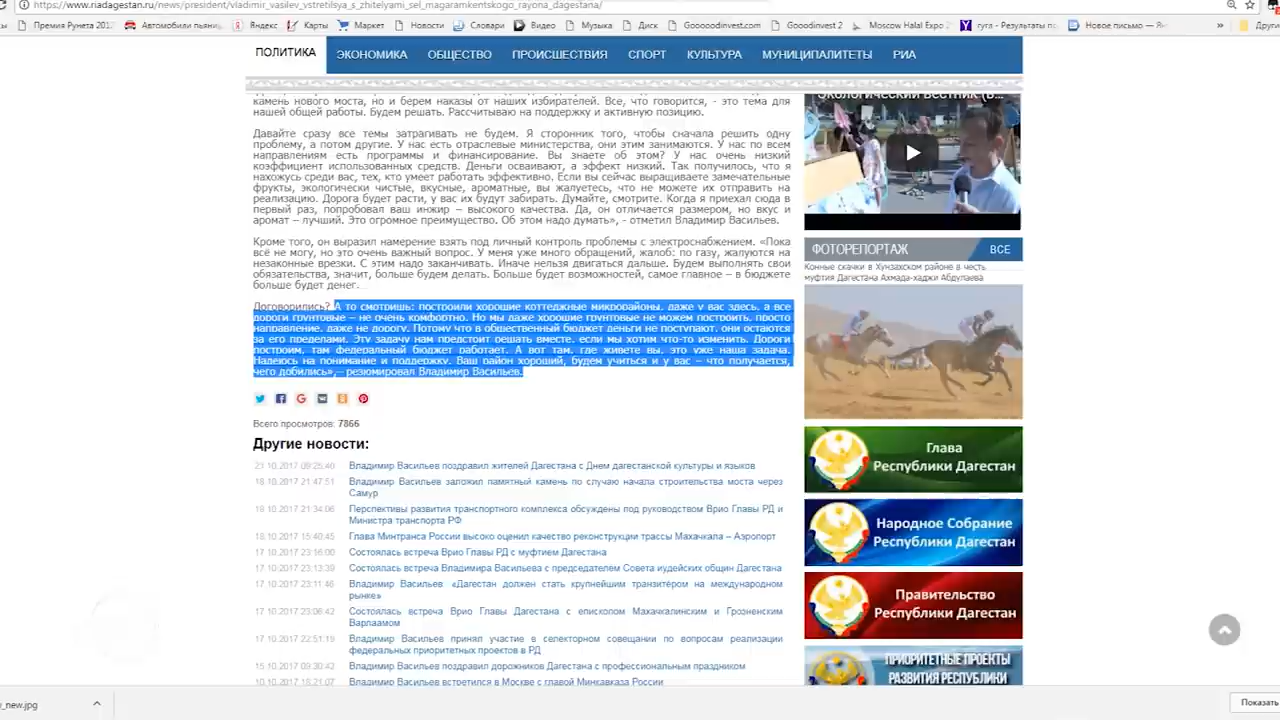 https://www.riadagestan.ru/news/president/vladimir_vasilev_vstretilsya_s_zhitelyami_sel_magaramkentskogo_rayona_dagestana/
Премия Рунета 201
Автомобили пьяны
Яндекс
Карты
Маркет
Новости
Словари
Видео
Музыка
Диск
Gooooodinvest.com
Gooodinvest 2
Moscow Halal Expo 2
гуга - Результаты по
Новое письмо — Ян
Други
ПОЛИТИКА
ЭКОНОМИКА
ОБЩЕСТВО
ПРОИСШЕСТВИЯ
СПОРТ
КУЛЬТУРА
МУНИЦИПАЛИТЕТЫ
РИА
камень нового моста, но и берем наказы от наших избирателей. Все, что говорится, - это тема для
нашей общей работы. Будем решать. Рассчитываю на поддержку и активную позицию.
Давайте сразу все темы затрагивать не будем. Я сторонник того, чтобы сначала решить одну
проблему, а потом другие. У нас есть отраслевые министерства, они этим занимаются. У нас по всем
направлениям есть программы и финансирование. Вы знаете об этом? У нас очень низкий
коэффициент использованных средств. Деньги осваивают, а эффект низкий. Так получилось, что я
нахожусь среди вас, тех, кто умеет работать эффективно. Если вы сейчас выращиваете замечательные
фрукты, экологически чистые, вкусные, ароматные, вы жалуетесь, что не можете их отправить на
реализацию. Дорога будет расти, у вас их будут забирать. Думайте, смотрите. Когда я приехал сюда в
первый раз, попробовал ваш инжир – высокого качества. Да, он отличается размером, но вкус и
аромат – лучший. Это огромное преимущество. Об этом надо думать», - отметил Владимир Васильев.
Кроме того, он выразил намерение взять под личный контроль проблемы с электроснабжением. «Пока
всё не могу, но это очень важный вопрос. У меня уже много обращений, жалоб: по газу, жалуются на
незаконные врезки. С этим надо заканчивать. Иначе нельзя двигаться дальше. Будем выполнять свои
обязательства, значит, больше будем делать. Больше будет возможностей, самое главное – в бюджете
больше будет денег.
Договорились? А то смотришь: построили хорошие коттеджные микрорайоны, даже у вас здесь, а все
дороги грунтовые – не очень комфортно. Но мы даже хорошие грунтовые не можем построить, просто
направление, даже не дорогу. Потому что в общественный бюджет деньги не поступают, они остаются
за его пределами. Эту задачу нам предстоит решать вместе, если мы хотим что-то изменить. Дороги
построим, там федеральный бюджет работает. А вот там, где живете вы, это уже наша задача.
Надеюсь на понимание и поддержку. Ваш район хороший, будем учиться и у вас – что получается,
чего добились», – резюмировал Владимир Васильев.
Всего просмотров: 7866
Другие новости:
21.10.2017 09:25:40 Владимир Васильев поздравил жителей Дагестана с Днем дагестанской культуры и языков
18.10.2017 21:47:51 Владимир Васильев заложил памятный камень по случаю начала строительства моста через
Самур
18.10.2017 21:34:06 Перспективы развития транспортного комплекса обсуждены под руководством Врио Главы РД и
Министра транспорта РФ
18.10.2017 15:40:45 Глава Минтранса России высоко оценил качество реконструкции трассы Махачкала – Аэропорт
17.10.2017 23:16:00 Состоялась встреча Врио Главы РД с муфтием Дагестана
17.10.2017 23:13:39 Состоялась встреча Владимира Васильева с председателем Совета иудейских общин Дагестана
17.10.2017 23:11:46 Владимир Васильев «Дагестан должен стать крупнейшим транзитёром на международном
рынке»
17.10.2017 23:06:42 Состоялась встреча Врио Главы Дагестана с епископом Махачкалинским и Грозненским
Варлаамом
17.10.2017 22:51:19 Владимир Васильев принял участие в селекторном совещании по вопросам реализации
федеральных приоритетных проектов в РД
15.10.2017 09:30:42 Владимир Васильев поздравил дорожников Дагестана с профессиональным праздником
10.10.2017 18:21:07 Владимир Васильев встретился в Москве с главой Минкавказа России
ЭКОЛОГИЧЕСКИЙ ВЕСТНИК (В...
ФОТОРЕПОРТАЖ
ВСЕ
Конные скачки в Хунзахском районе в честь
муфтия Дагестана Ахмада-хаджи Абдулаева
Глава
Республики Дагестан
Народное Собрание
Республики Дагестан
Правительство
Республики Дагестан
ПРИОРИТЕТНЫЕ ПРОЕКТЫ
РАЗВИТИЯ РЕСПУБЛИКИ
_new.jpg
Показать